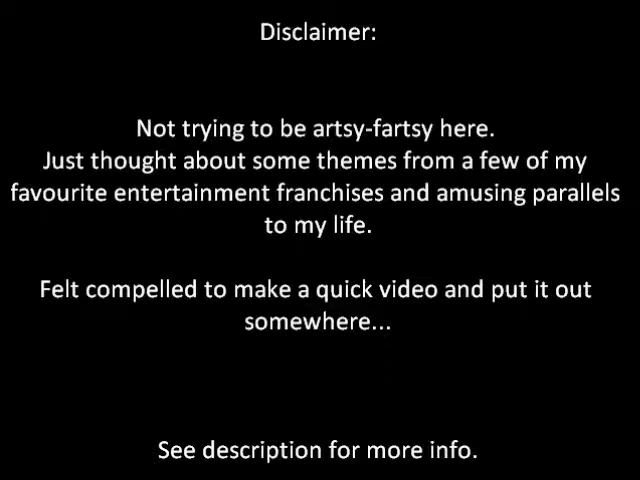 Disclaimer:
Not trying to be artsy-fartsy here.
Just thought about some themes from a few of my
favourite entertainment franchises and amusing parallels
to my life.
Felt compelled to make a quick video and put it out
somewhere...
See description for more info.